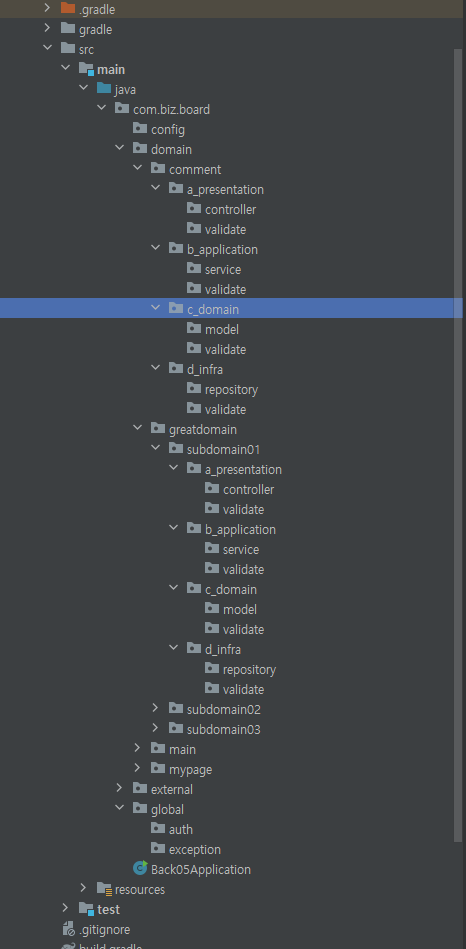 .gradle
gradle
src
main
java
com.biz.board
config
domain
comment
a_presentation
controller
validate
b_application
service
validate
c_domain
model
validate
d_infra
repository
validate
greatdomain
subdomain01
a_presentation
controller
validate
b_application
service
validate
c_domain
model
validate
d_infra
repository
validate
subdomain02
subdomain03
main
mypage
external
global
auth
exception
Back05Application
resources
test
.gitignore
build.gradle